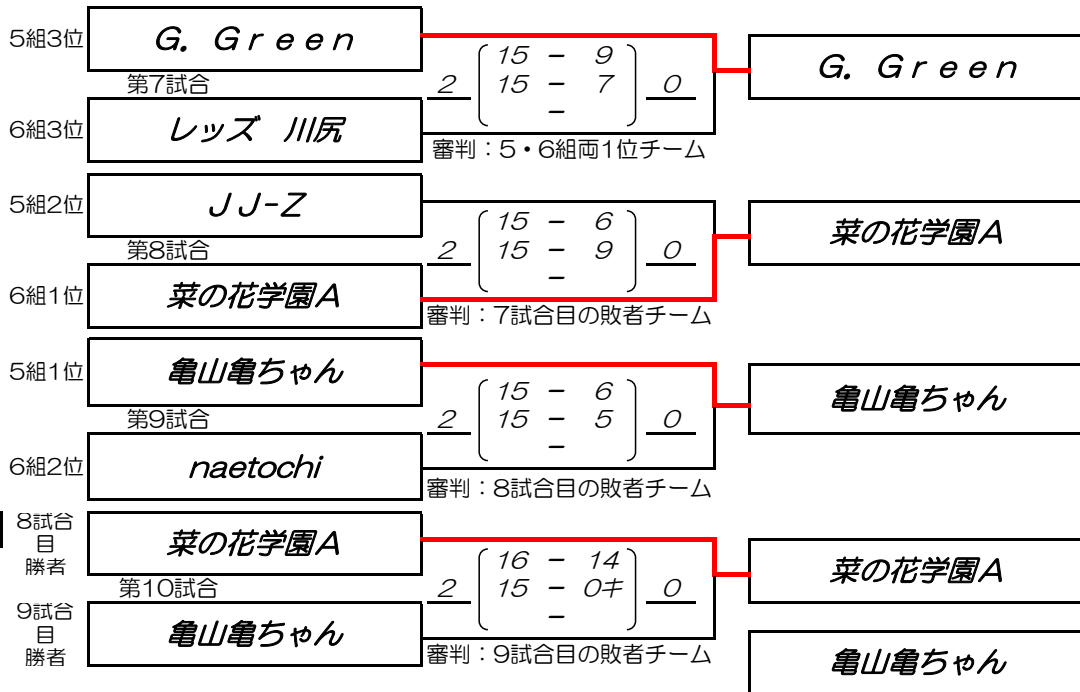 5組3位
G. Green
第7試合
2
15 - 9
15 - 7
-
0
G. Green
6組3位
レッズ 川尻
審判:5・6組両1位チーム
5組2位
JJ-Z
第8試合
2
15 - 6
15 - 9
-
0
菜の花学園A
6組1位
菜の花学園A
審判:7試合目の敗者チーム
5組1位
亀山亀ちゃん
第9試合
2
15 - 6
15 - 5
-
0
亀山亀ちゃん
6組2位
naetochi
審判:8試合目の敗者チーム
8試合
目
勝者
菜の花学園A
第10試合
2
16 - 14
15 - 0キ
-
0
菜の花学園A
9試合
目
勝者
亀山亀ちゃん
審判:9試合目の敗者チーム
亀山亀ちゃん